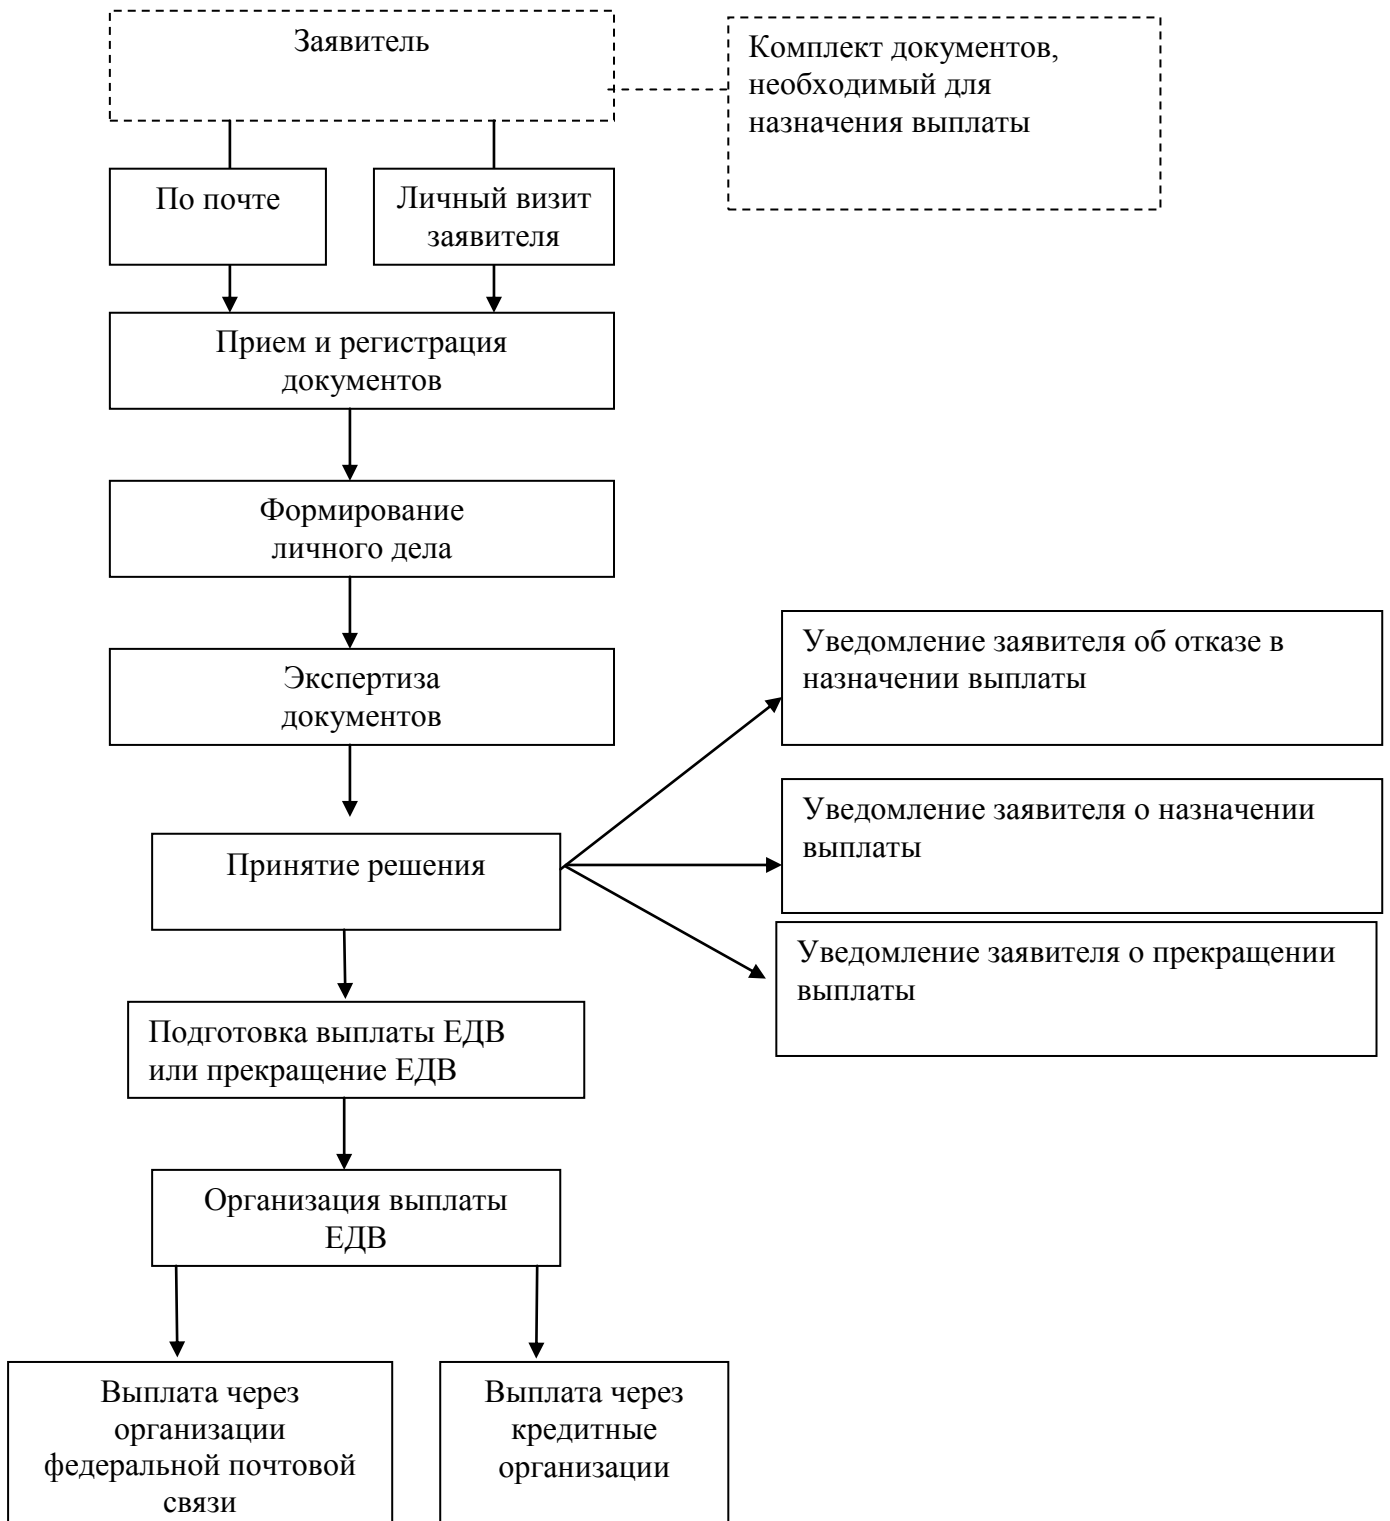 Заявитель
Комплект документов,
необходимый для
назначения выплаты
По почте
Личный визит
заявителя
Прием и регистрация
документов
Формирование
личного дела
Экспертиза
документов
Уведомление заявителя об отказе в
назначении выплаты
Принятие решения
Уведомление заявителя о назначении
выплаты
Уведомление заявителя о прекращении
выплаты
Подготовка выплаты ЕДВ
или прекращение ЕДВ
Организация выплаты
ЕДВ
Выплата через
организации
федеральной почтовой
связи
Выплата через
кредитные
организации